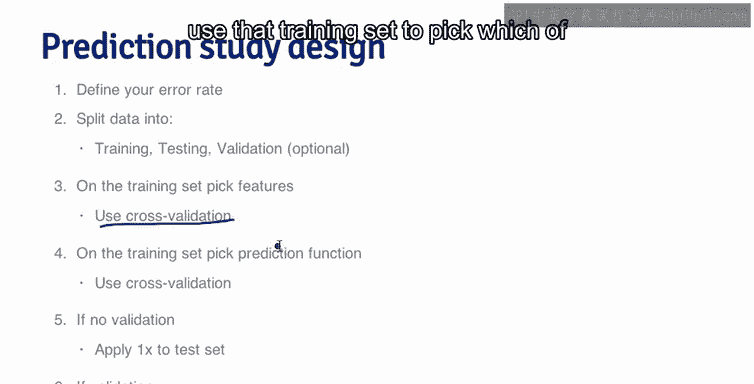 use that training set to pick which of
Prediction study design
1. Define your error rate
2. Split data into:
· Training, Testing, Validation (optional)
3. On the training set pick features
· Use cross-validation
4. On the training set pick prediction function
· Use cross-validation
5. If no validation
· Apply 1x to test set